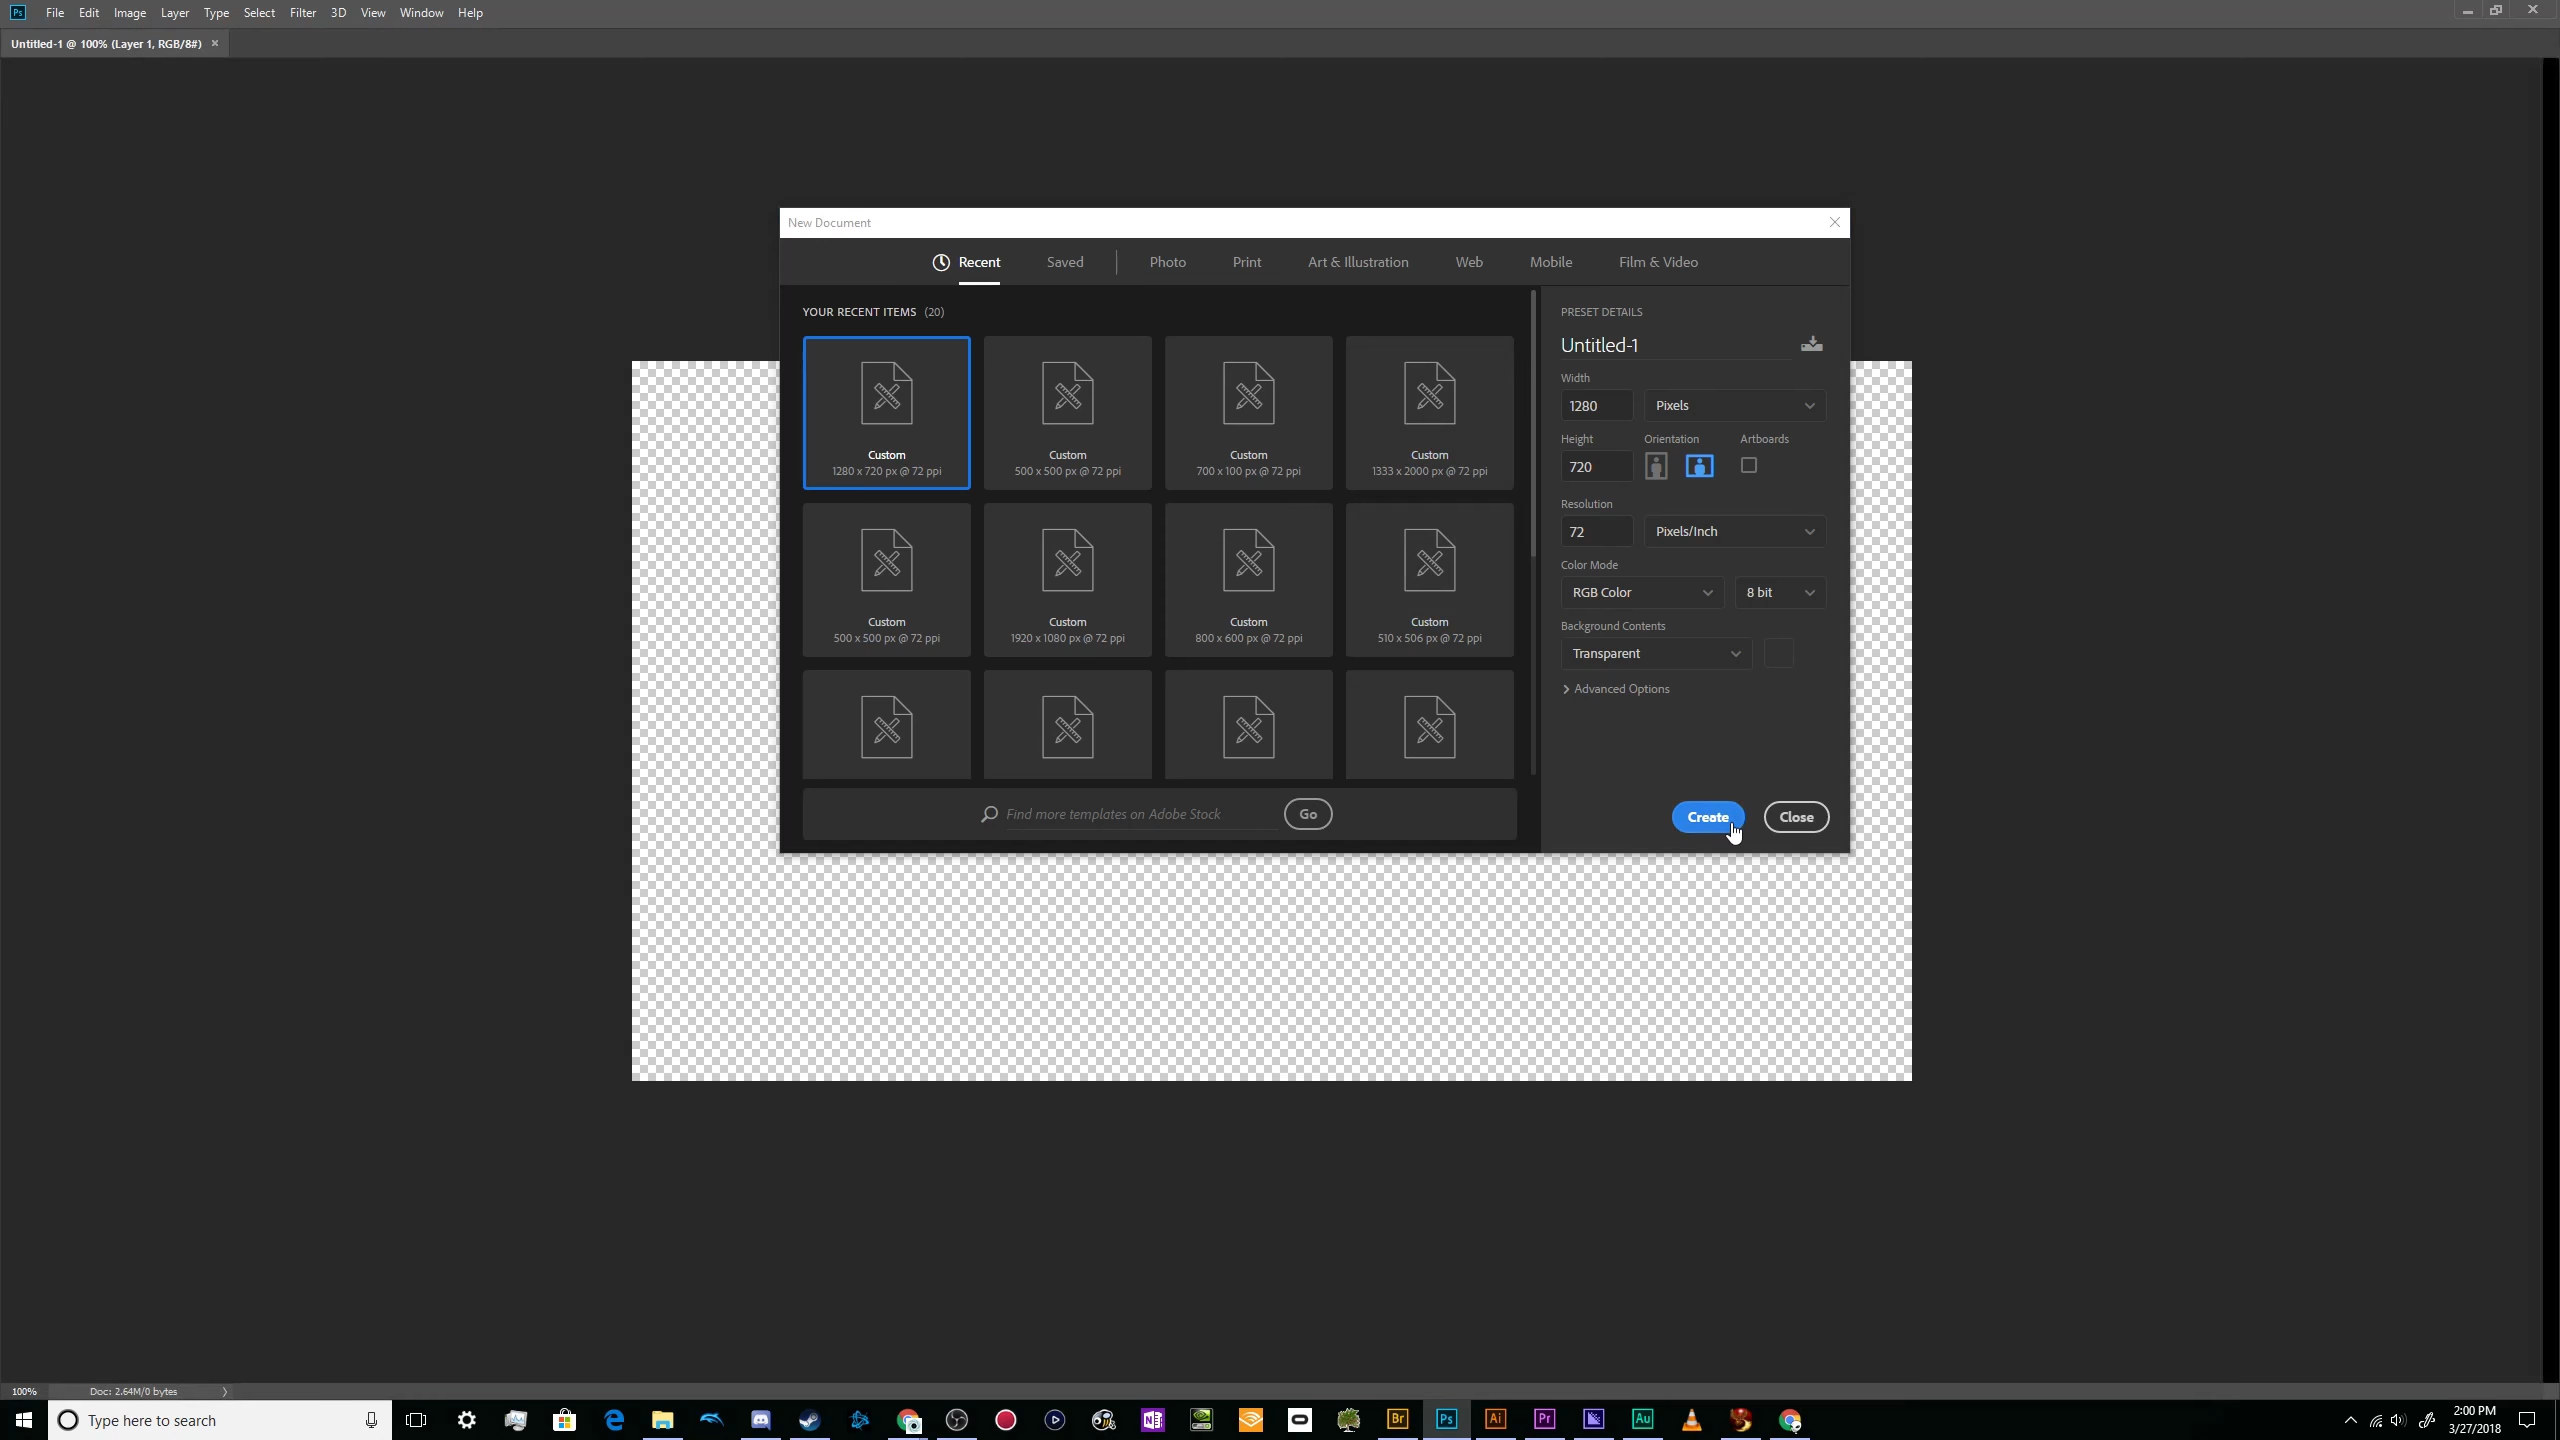 Ps File Edit Image Layer Type Select Filter 3D View Window Help
Untitled-1 @ 100% (Layer 1, RGB/8#) ×
New Document
Recent Saved Photo Print Art & Illustration Web Mobile Film & Video
YOUR RECENT ITEMS (20)
Custom
1280 x 720 px @ 72 ppi
Custom
500 x 500 px @ 72 ppi
Custom
700 x 100 px @ 72 ppi
Custom
1333 x 2000 px @ 72 ppi
Custom
500 x 500 px @ 72 ppi
Custom
1920 x 1080 px @ 72 ppi
Custom
800 x 600 px @ 72 ppi
Custom
510 x 506 px @ 72 ppi
Find more templates on Adobe Stock Go
PRESET DETAILS
Untitled-1
Width
1280 Pixels
Height Orientation Artboards
720
Resolution
72 Pixels/Inch
Color Mode
RGB Color 8 bit
Background Contents
Transparent
Advanced Options
Create Close
100% Doc: 2.64M/0 bytes
Type here to search
Br Ps Ai Pr Au
2:00 PM
3/27/2018